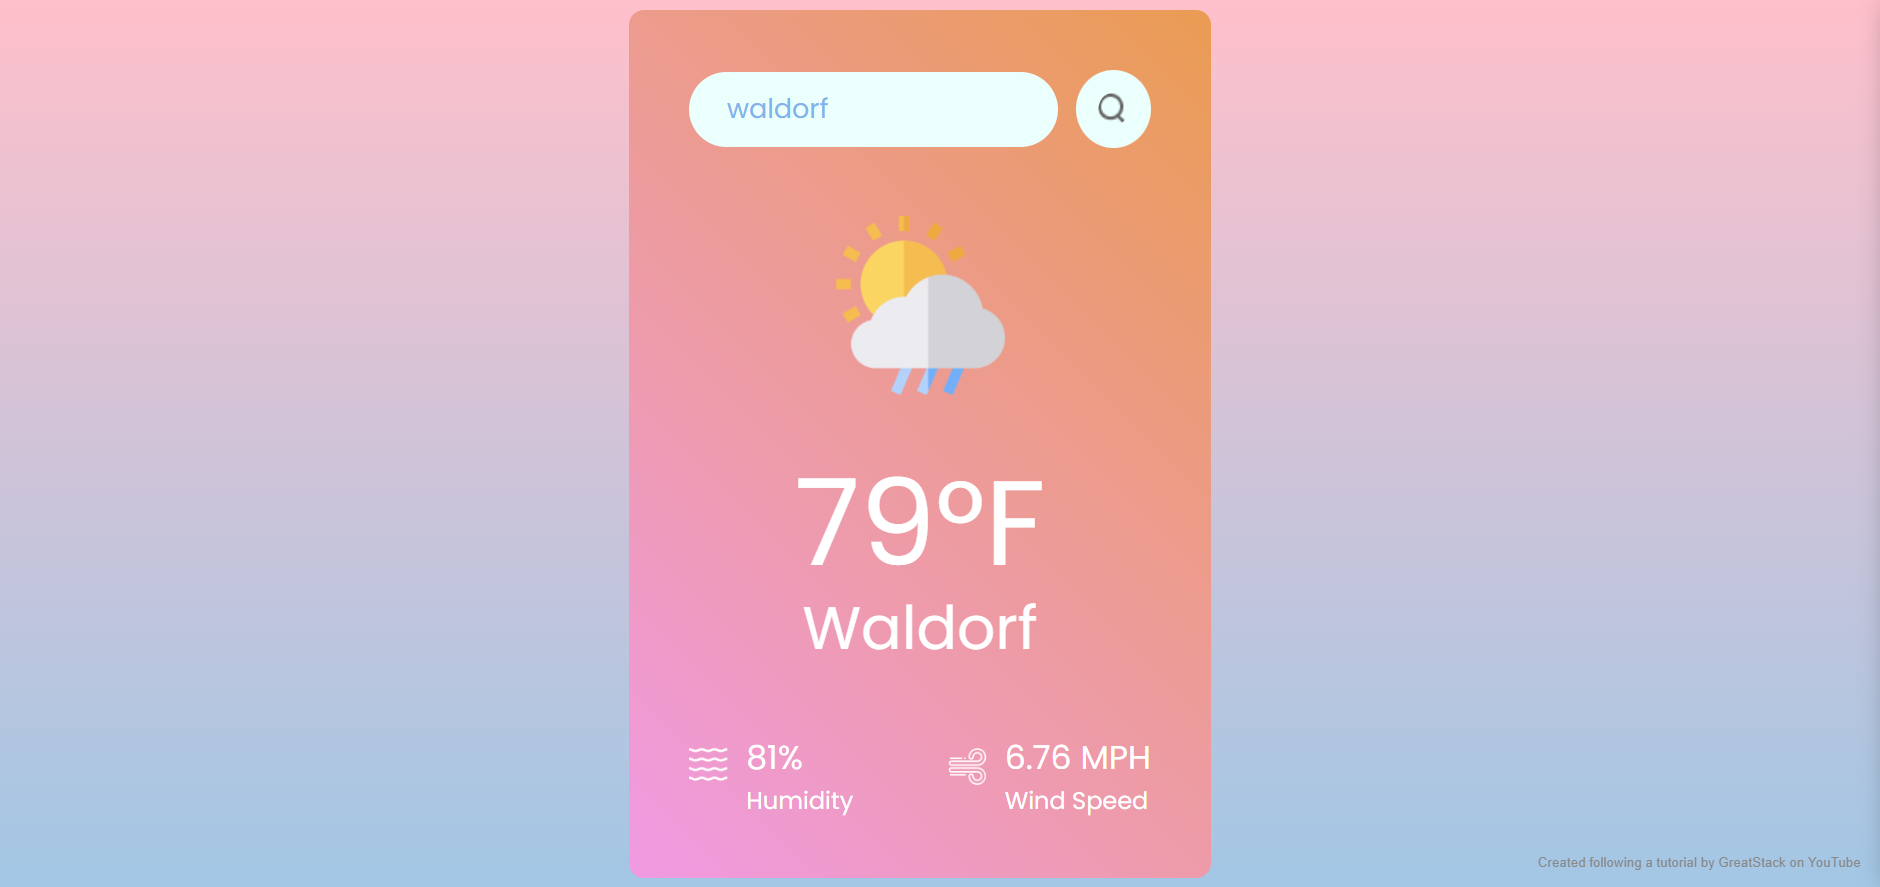 waldorf
79°F
Waldorf
81%
Humidity
6.76 MPH
Wind Speed
Created following a tutorial by GreatStack on YouTube